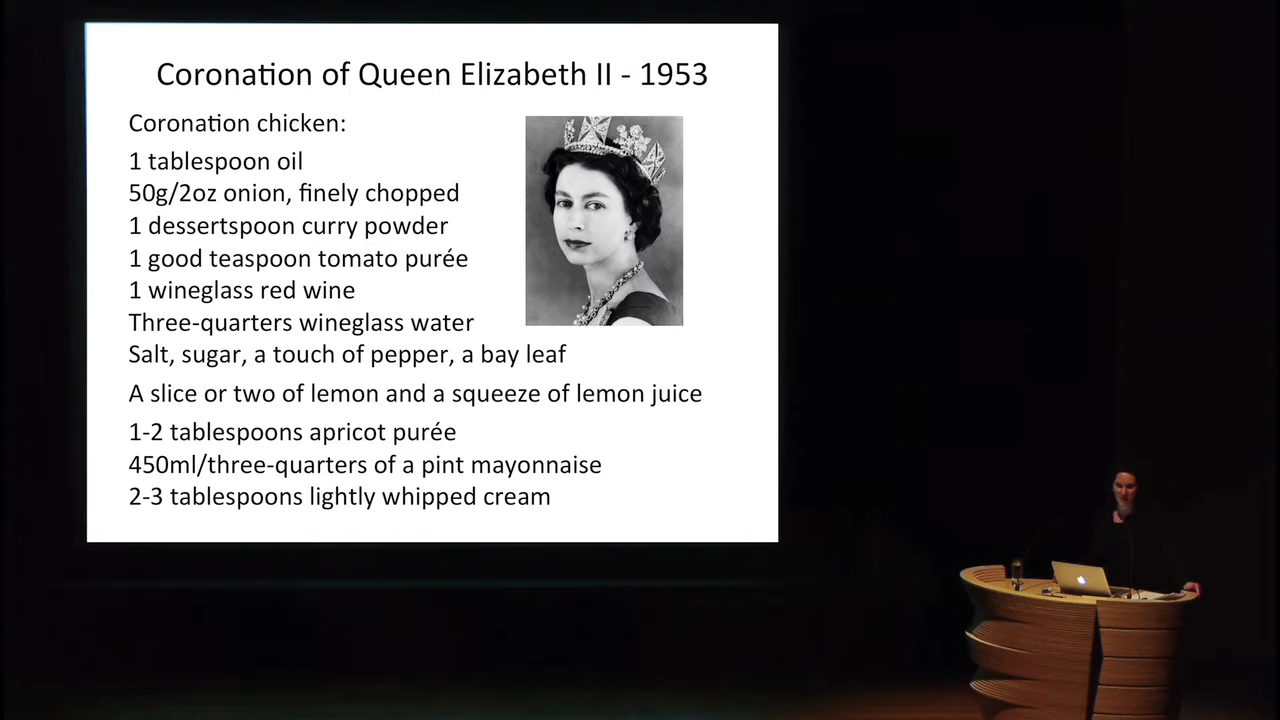 Coronation of Queen Elizabeth II - 1953
Coronation chicken:
1 tablespoon oil
50g/2oz onion, finely chopped
1 dessertspoon curry powder
1 good teaspoon tomato purée
1 wineglass red wine
Three-quarters wineglass water
Salt, sugar, a touch of pepper, a bay leaf
A slice or two of lemon and a squeeze of lemon juice
1-2 tablespoons apricot purée
450ml/three-quarters of a pint mayonnaise
2-3 tablespoons lightly whipped cream